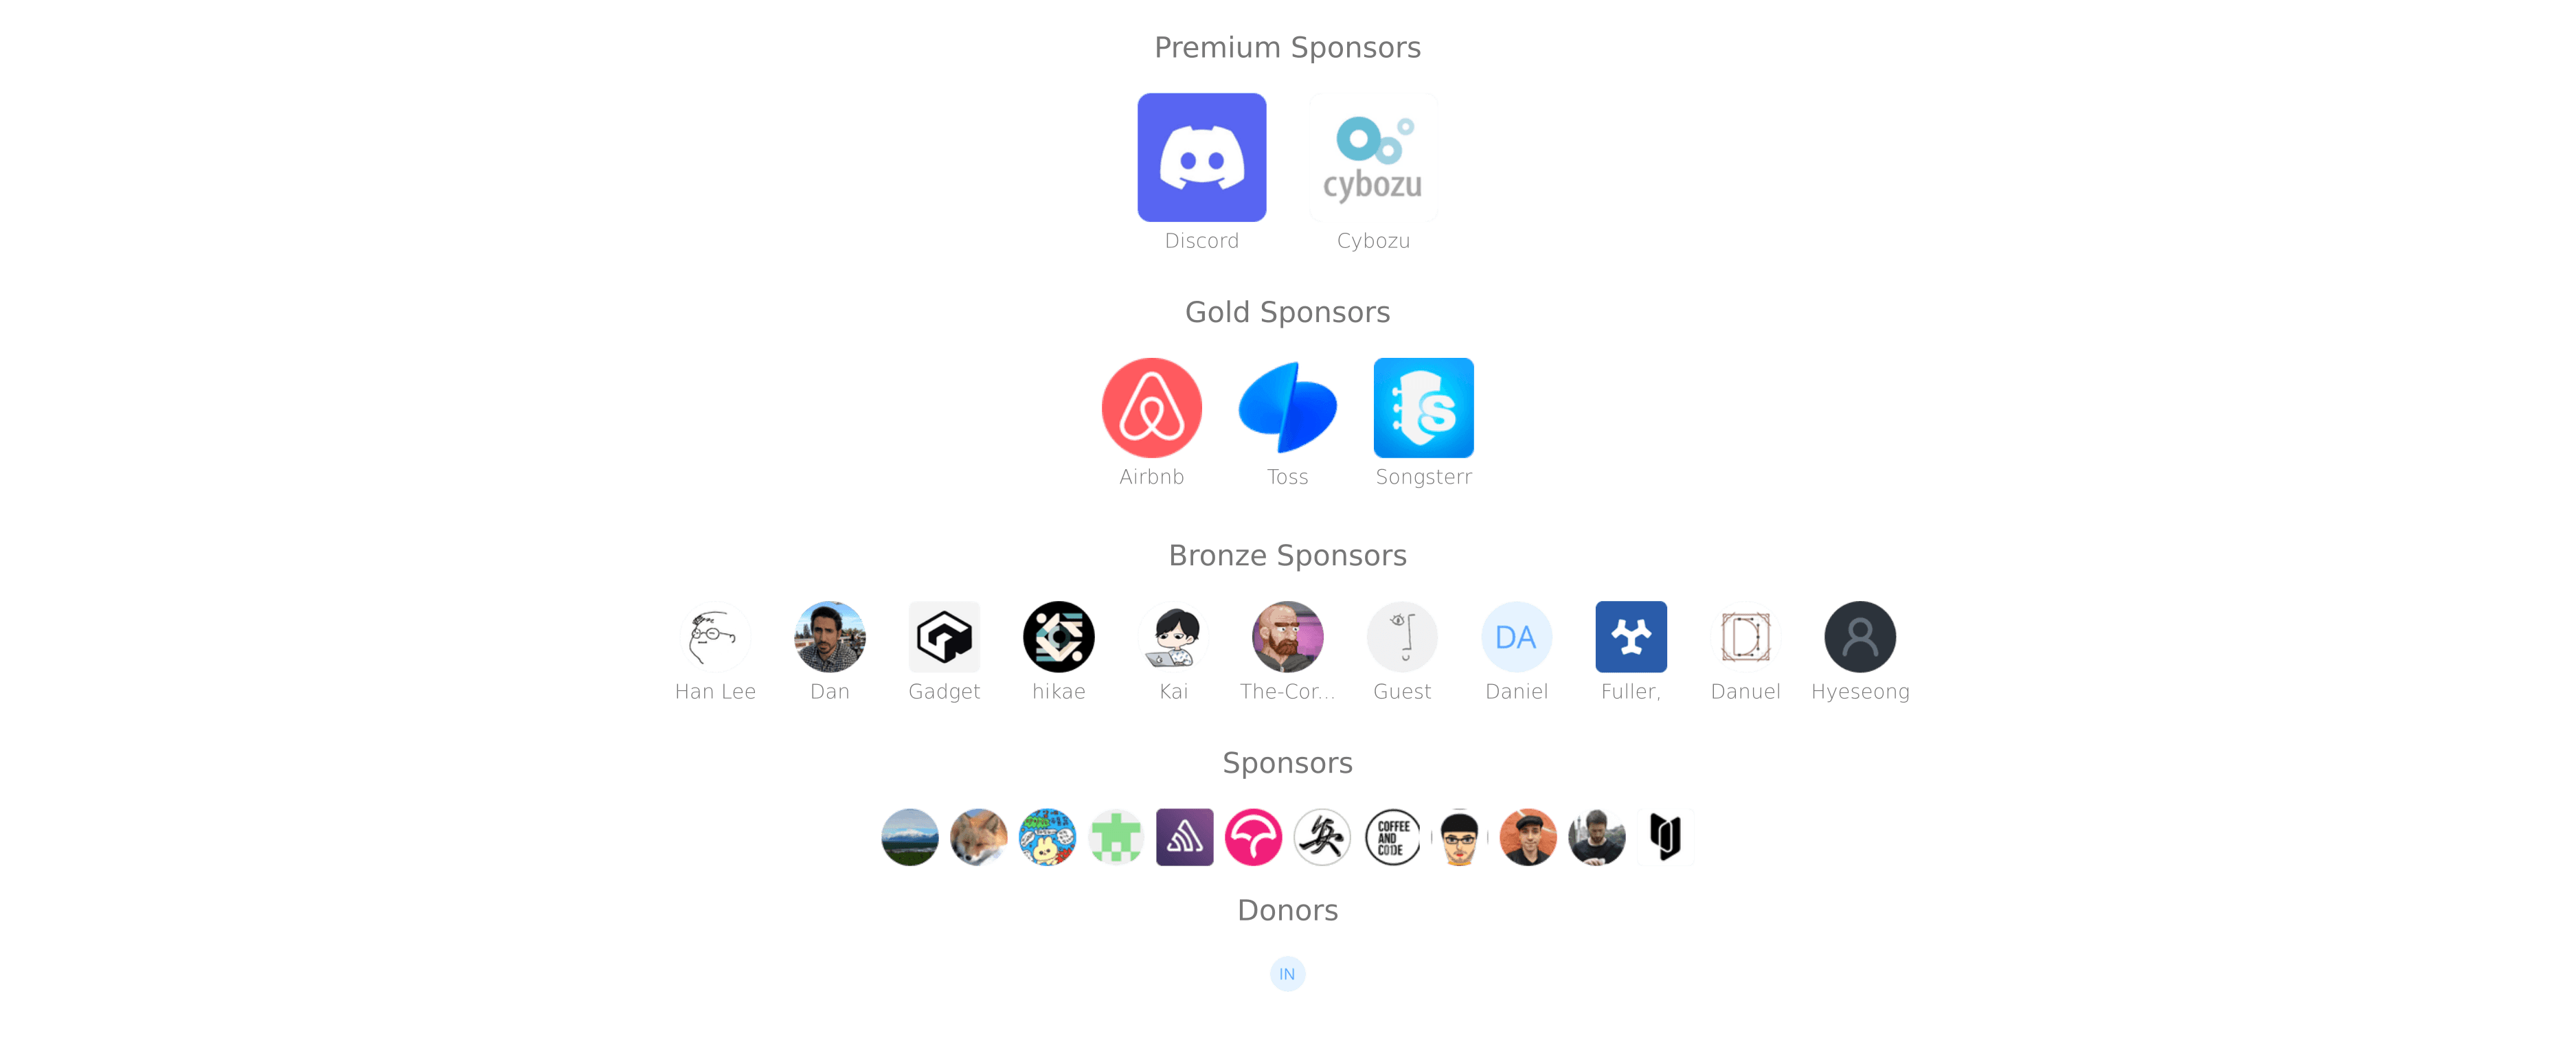 Premium Sponsors
cybozu
Discord Cybozu
Gold Sponsors
Airbnb Toss Songsterr
Bronze Sponsors
DA
Han Lee Dan Gadget hikae Kai The-Cor... Guest Daniel Fuller, Danuel Hyeseong
Sponsors
COFFEE
AND
CODE
Donors
IN